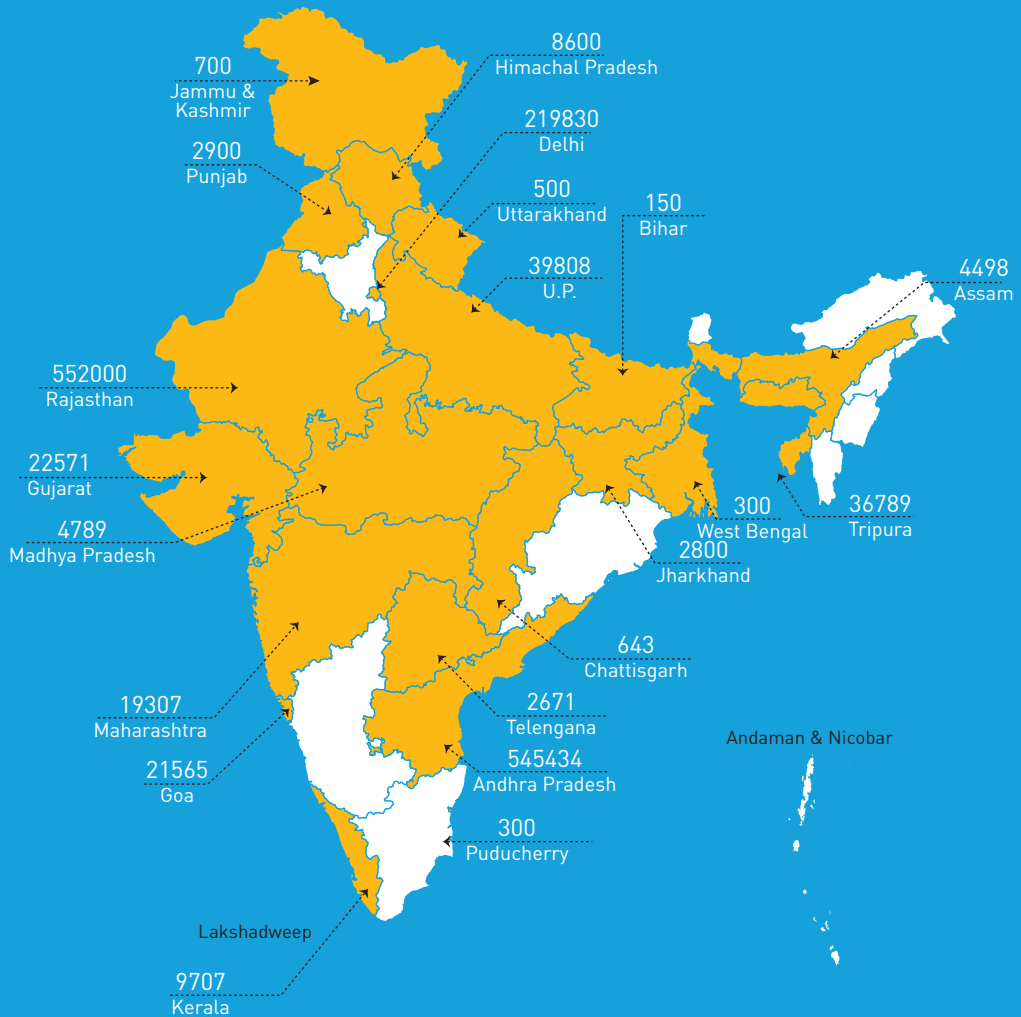 8600
Himachal Pradesh
700
Jammu &
Kashmir
219830
Delhi
2900
Punjab
500
Uttarakhand
150
Bihar
39808
U.P.
4498
Assam
552000
Rajasthan
22571
Gujarat
4789
Madhya Pradesh
300
West Bengal
36789
Tripura
2800
Jharkhand
643
Chattisgarh
19307
Maharashtra
2671
Telengana
Andaman & Nicobar
21565
Goa
545434
Andhra Pradesh
300
Puducherry
Lakshadweep
9707
Kerala